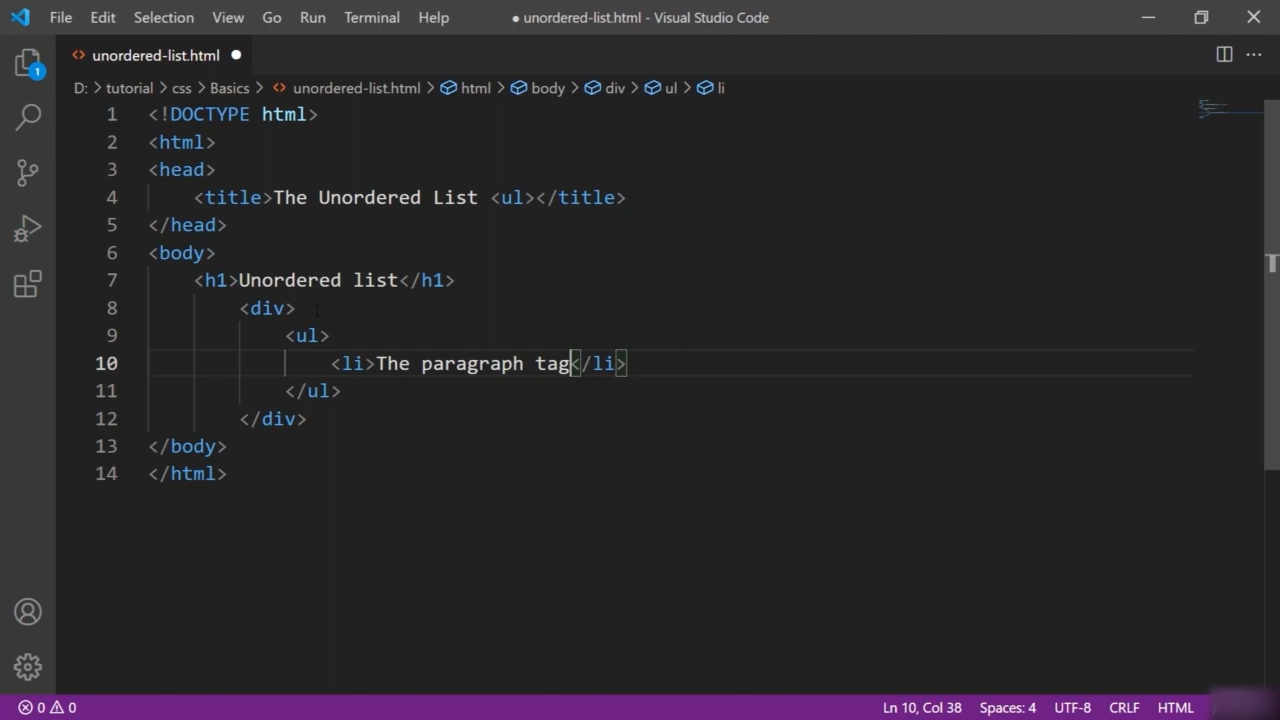 File Edit Selection View Go Run Terminal Help ● unordered-list.html - Visual Studio Code
unordered-list.html
1
D: > tutorial > css > Basics > unordered-list.html > html > body > div > ul > li
1 <!DOCTYPE html>
2 <html>
3 <head>
4 <title>The Unordered List <ul></title>
5 </head>
6 <body>
7 <h1>Unordered list</h1>
8 <div>
9 <ul>
10 <li>The paragraph tag</li>
11 </ul>
12 </div>
13 </body>
14 </html>
0 0 Ln 10, Col 38 Spaces: 4 UTF-8 CRLF HTML